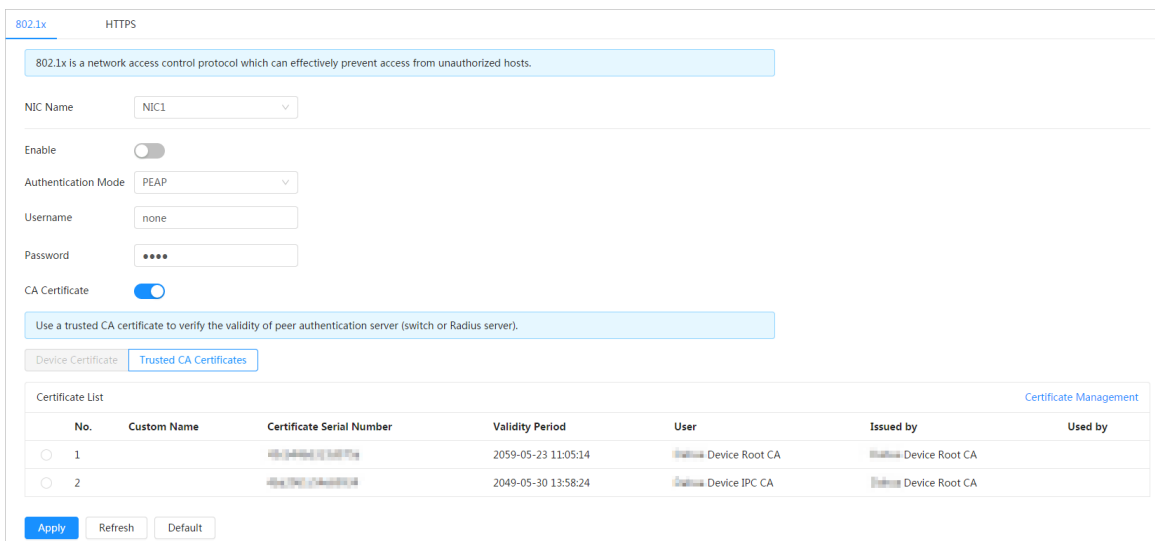 802.1x HTTPS
802.1x is a network access control protocol which can effectively prevent access from unauthorized hosts.
NIC Name NIC1
Enable
Authentication Mode PEAP
Username none
Password ••••
CA Certificate
Use a trusted CA certificate to verify the validity of peer authentication server (switch or Radius server).
Device Certificate Trusted CA Certificates
Certificate List Certificate Management
No. Custom Name Certificate Serial Number Validity Period User Issued by Used by
1 2059-05-23 11:05:14 Device Root CA Device Root CA
2 2049-05-30 13:58:24 Device IPC CA Device Root CA
Apply Refresh Default